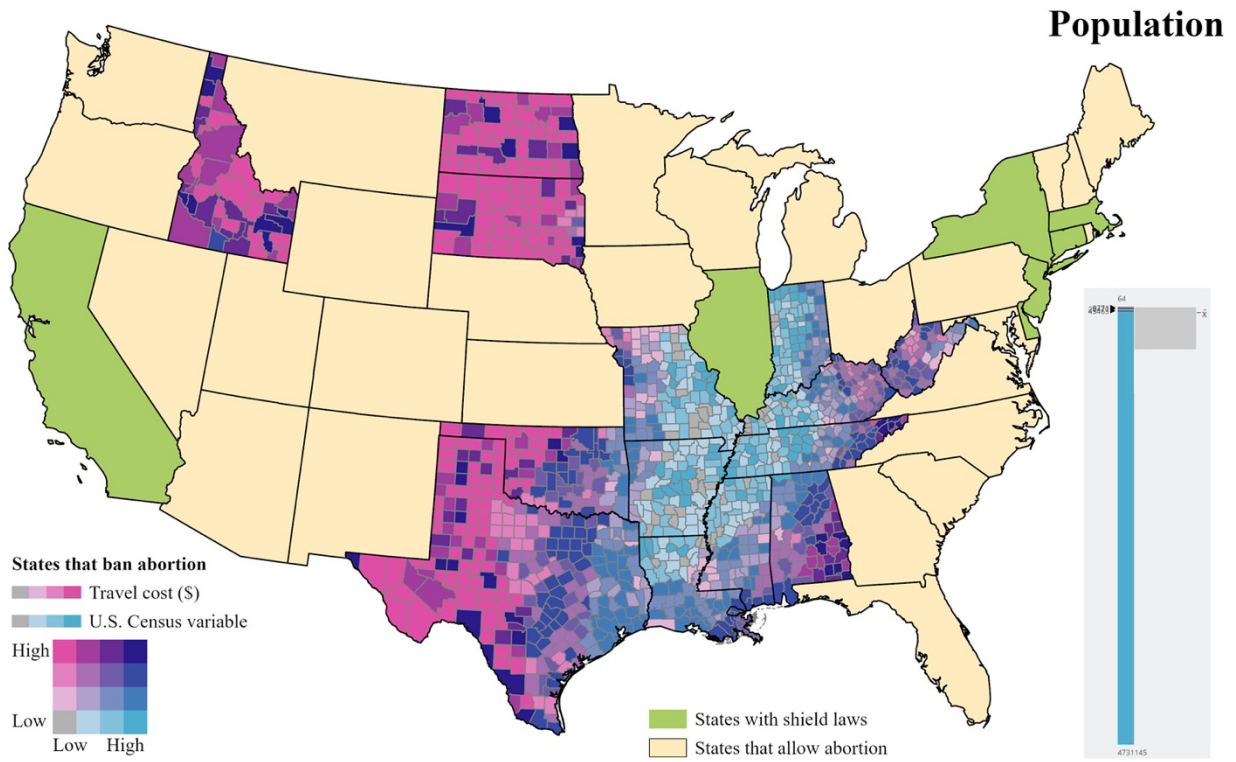 Population
64
States that ban abortion
Travel cost ($)
U.S. Census variable
High
Low
Low High
States with shield laws
States that allow abortion
4731145